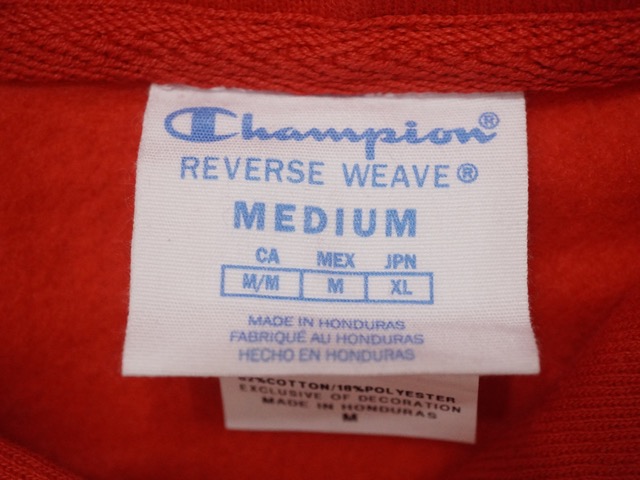 Champion®
REVERSE WEAVE®
MEDIUM
CA MEX JPN
M/M M XL
MADE IN HONDURAS
FABRIQUÉ AU HONDURAS
HECHO EN HONDURAS
COTTON/18%POLYESTER
EXCLUSIVE OF DECORATION
MADE IN HONDURAS
M